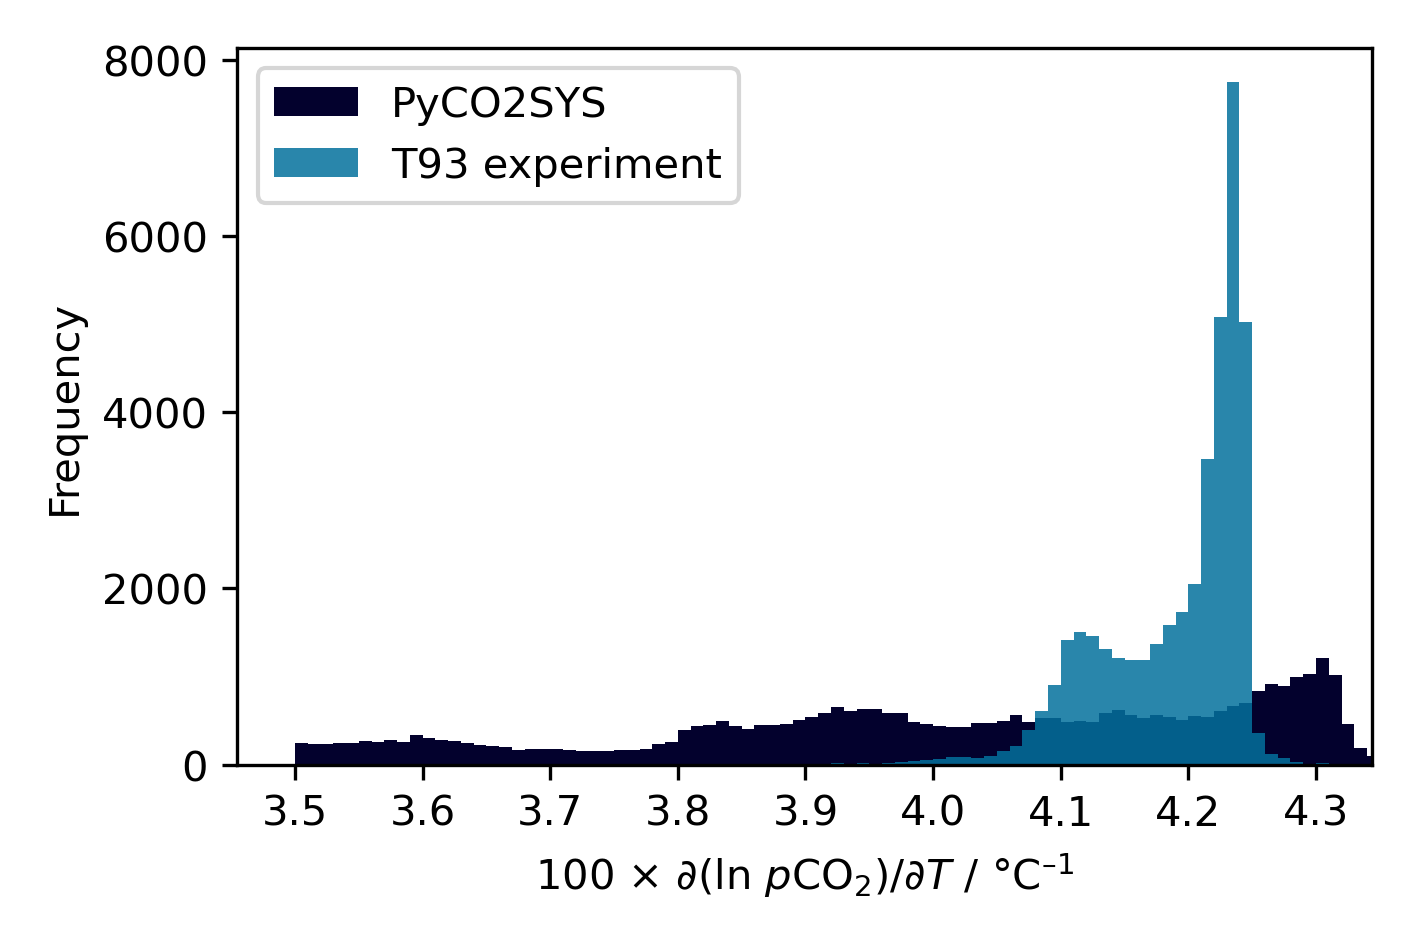 8000
6000
4000
2000
0
Frequency
PyCO2SYS
T93 experiment
3.5 3.6 3.7 3.8 3.9 4.0 4.1 4.2 4.3
100 × ∂(ln pCO₂)/∂T / °C⁻¹